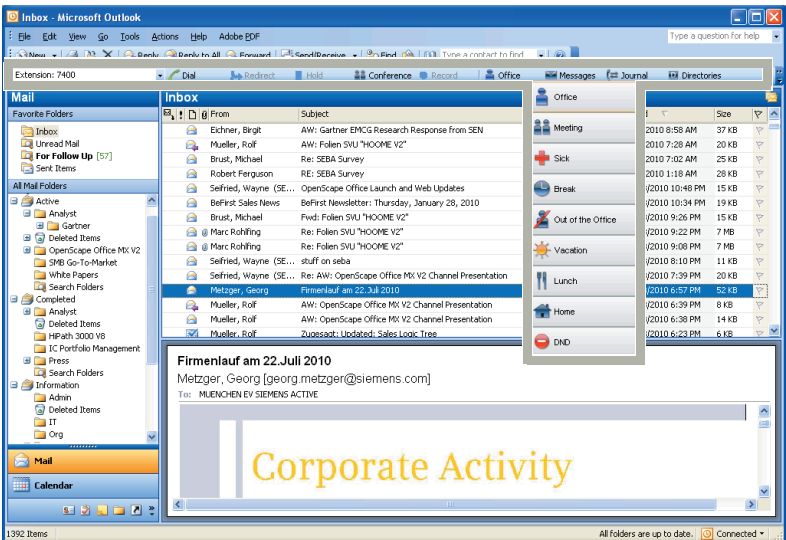 Inbox - Microsoft Outlook
File Edit View Go Tools Actions Help Adobe PDF Type a question for help
New Reply Reply to All Forward Send/Receive Find Type a contact to find
Extension: 7400 Dial Redirect Hold Conference Record Office Messages Journal Directories
Mail
Favorite Folders
Inbox
Unread Mail
For Follow Up [57]
Sent Items
All Mail Folders
Active
Analyst
Gartner
Deleted Items
OpenScape Office MX V2
SMB Go-To-Market
White Papers
Search Folders
Completed
Analyst
Deleted Items
HiPath 3000 V8
IC Portfolio Management
Press
Search Folders
Information
Admin
Deleted Items
IT
Org
Mail
Calendar
Inbox
From Subject Size
Eichner, Birgit AW: Gartner EMCG Research Response from SEN 2010 8:58 AM 37 KB
Mueller, Rolf AW: Folien SVU "HOOME V2" 2010 7:28 AM 20 KB
Brust, Michael Re: SEBA Survey 2010 7:02 AM 25 KB
Robert Ferguson RE: SEBA Survey 2010 1:18 AM 28 KB
Seifried, Wayne (SE... OpenScape Office Launch and Web Updates /2010 10:48 PM 15 KB
BeFirst Sales News BeFirst Newsletter: Thursday, January 28, 2010 /2010 10:34 PM 19 KB
Brust, Michael Fwd: Folien SVU "HOOME V2" /2010 9:26 PM 15 KB
Marc Rohlfing Re: Folien SVU "HOOME V2" /2010 9:22 PM 7 MB
Marc Rohlfing Re: Folien SVU "HOOME V2" /2010 9:08 PM 7 MB
Seifried, Wayne (SE... stuff on seba /2010 8:10 PM 11 KB
Seifried, Wayne (SE... Re: AW: OpenScape Office MX V2 Channel Presentation /2010 7:39 PM 20 KB
Metzger, Georg Firmenlauf am 22.Juli 2010 /2010 6:57 PM 52 KB
Mueller, Rolf AW: OpenScape Office MX V2 Channel Presentation /2010 6:39 PM 8 KB
Mueller, Rolf AW: OpenScape Office MX V2 Channel Presentation /2010 6:38 PM 14 KB
Mueller, Rolf Zugesagt: Updated: Sales Logic Tree /2010 6:23 PM 6 KB
Office
Meeting
Sick
Break
Out of the Office
Vacation
Lunch
Home
DND
Firmenlauf am 22.Juli 2010
Metzger, Georg [georg.metzger@siemens.com]
To: MUENCHEN EV SIEMENS ACTIVE
Corporate Activity
1392 Items All folders are up to date. Connected